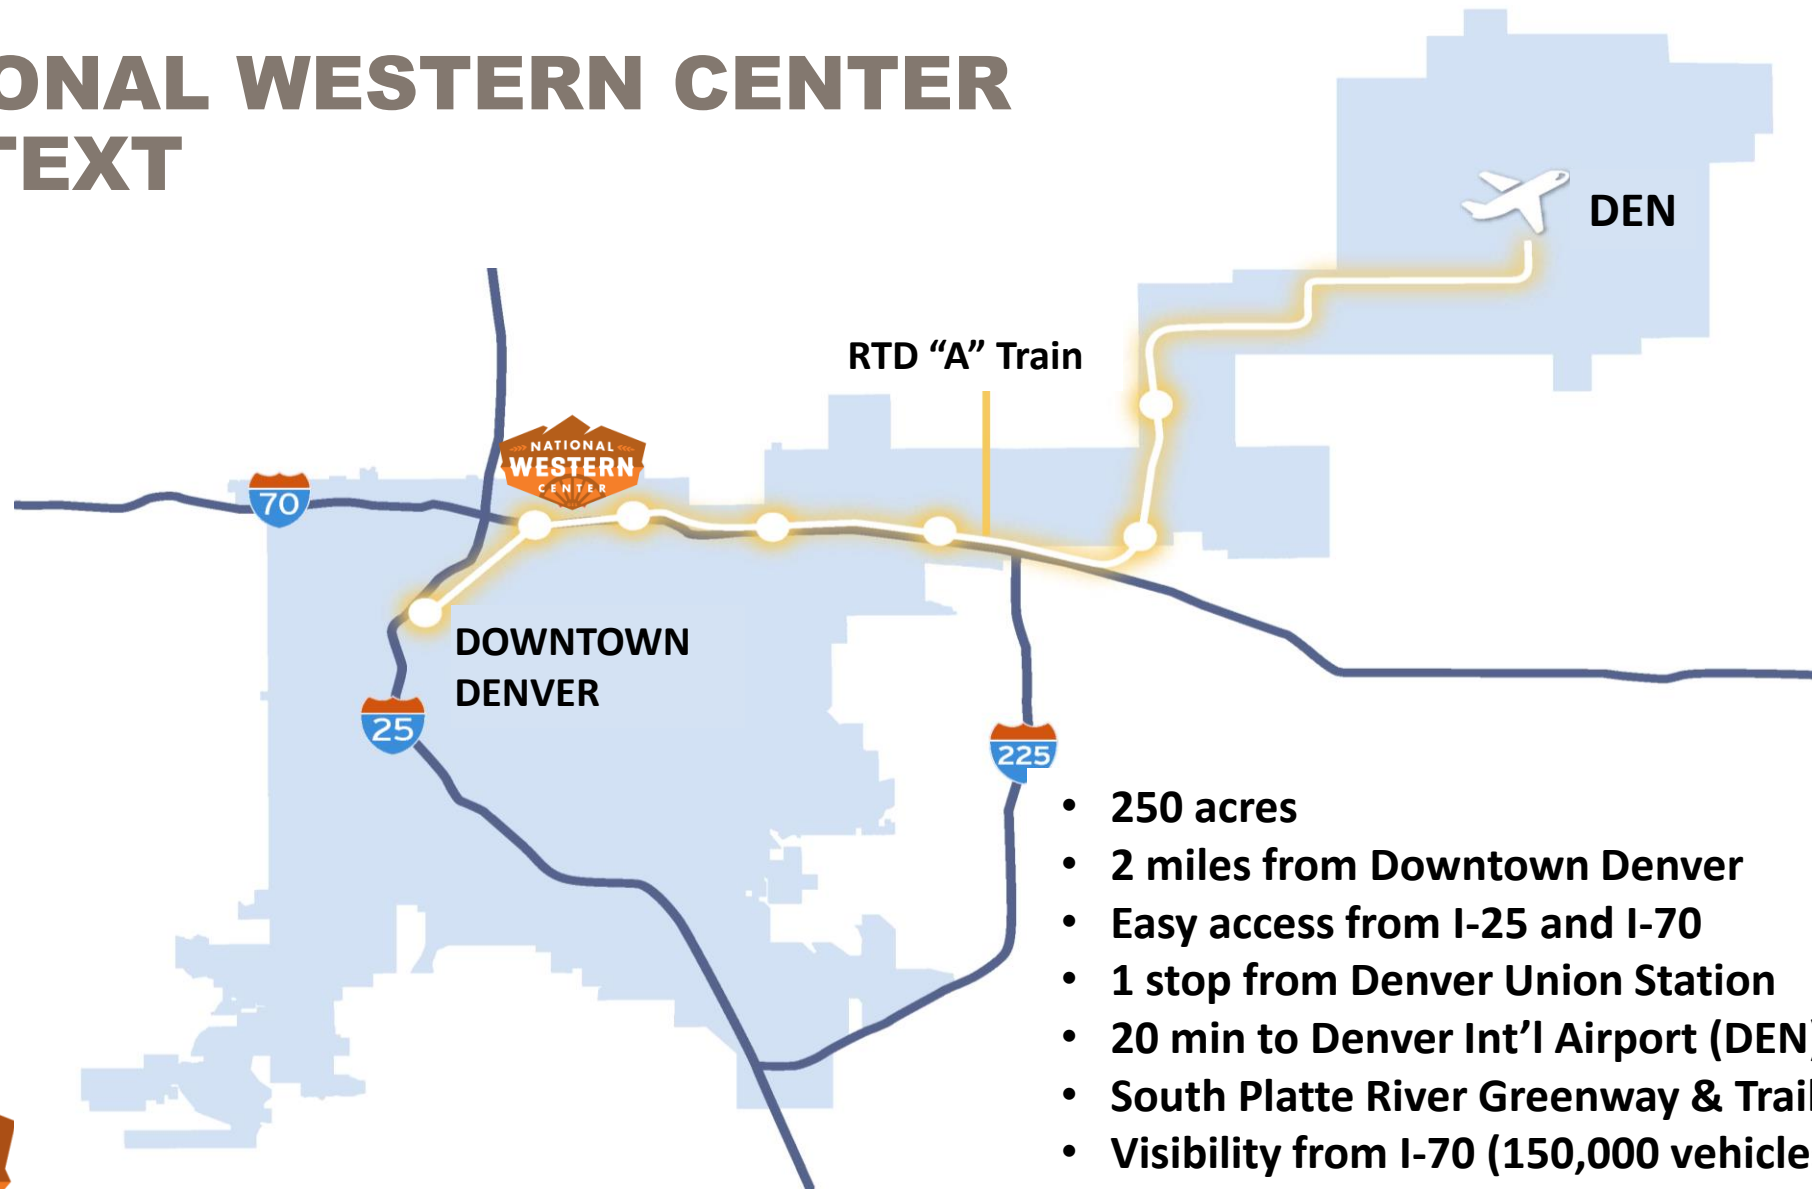 ONAL WESTERN CENTER
TEXT
DEN
RTD “A” Train
NATIONAL
WESTERN
CENTER
70
DOWNTOWN
DENVER
25
225
• 250 acres
• 2 miles from Downtown Denver
• Easy access from I-25 and I-70
• 1 stop from Denver Union Station
• 20 min to Denver Int’l Airport (DEN)
• South Platte River Greenway & Trail
• Visibility from I-70 (150,000 vehicle